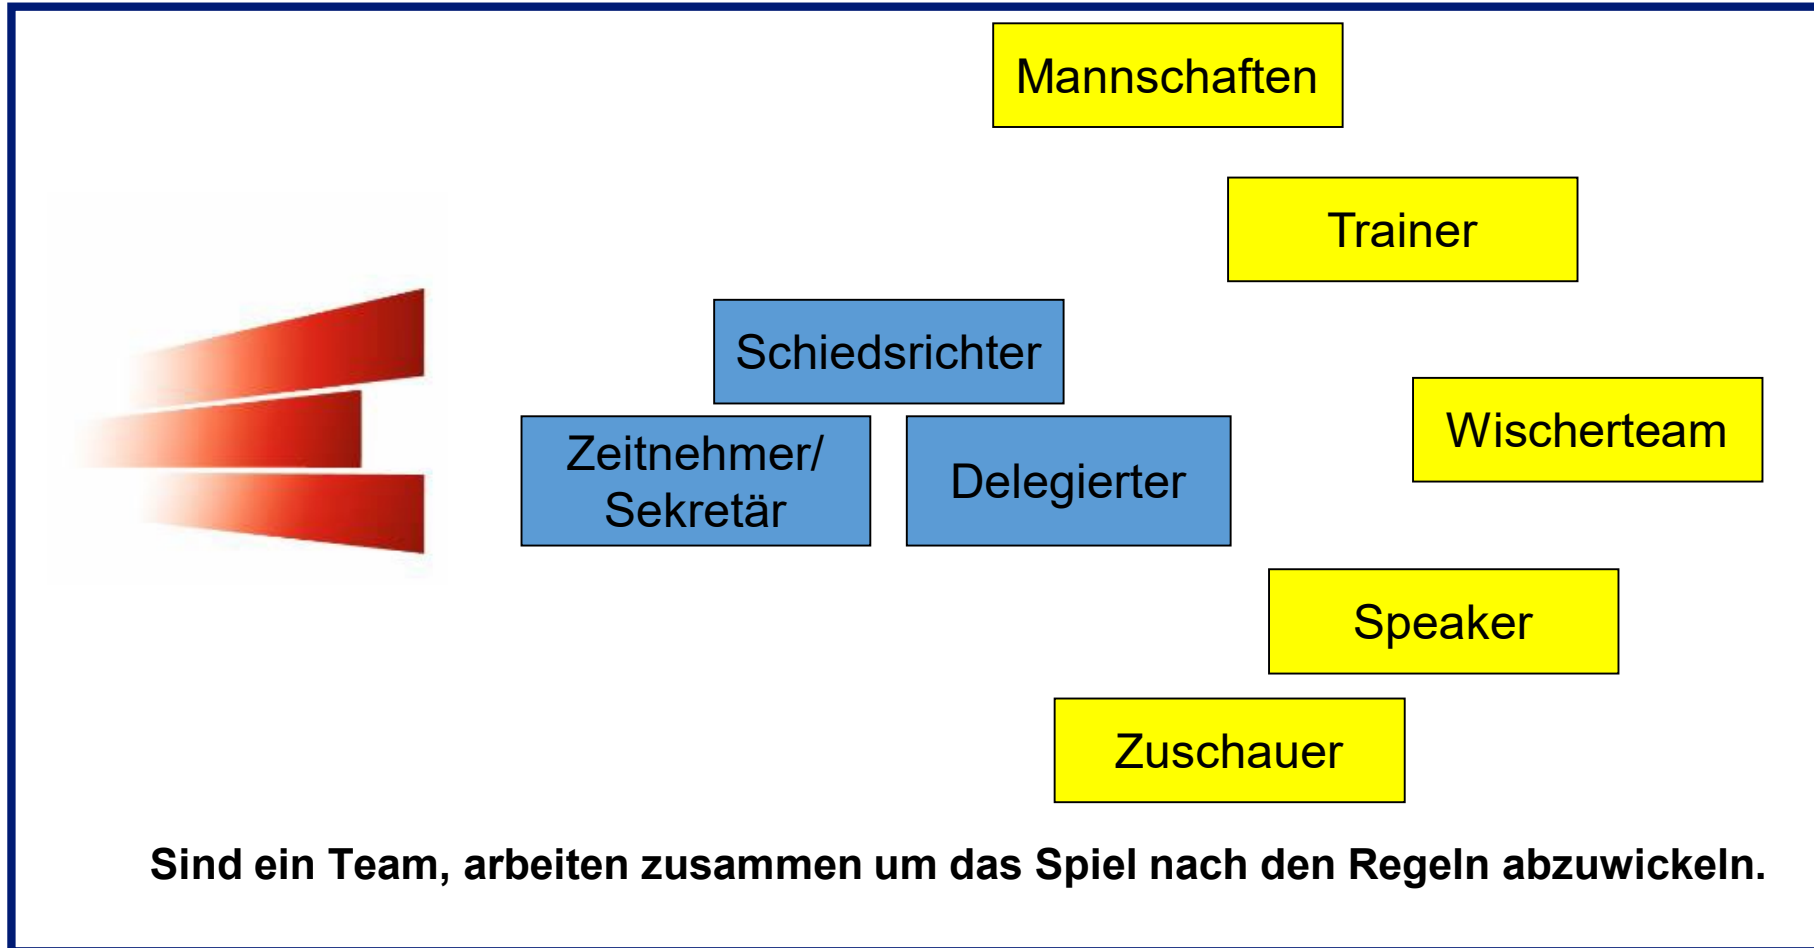 Mannschaften
Trainer
Schiedsrichter
Zeitnehmer/
Sekretär
Delegierter
Wischerteam
Speaker
Zuschauer
Sind ein Team, arbeiten zusammen um das Spiel nach den Regeln abzuwickeln.